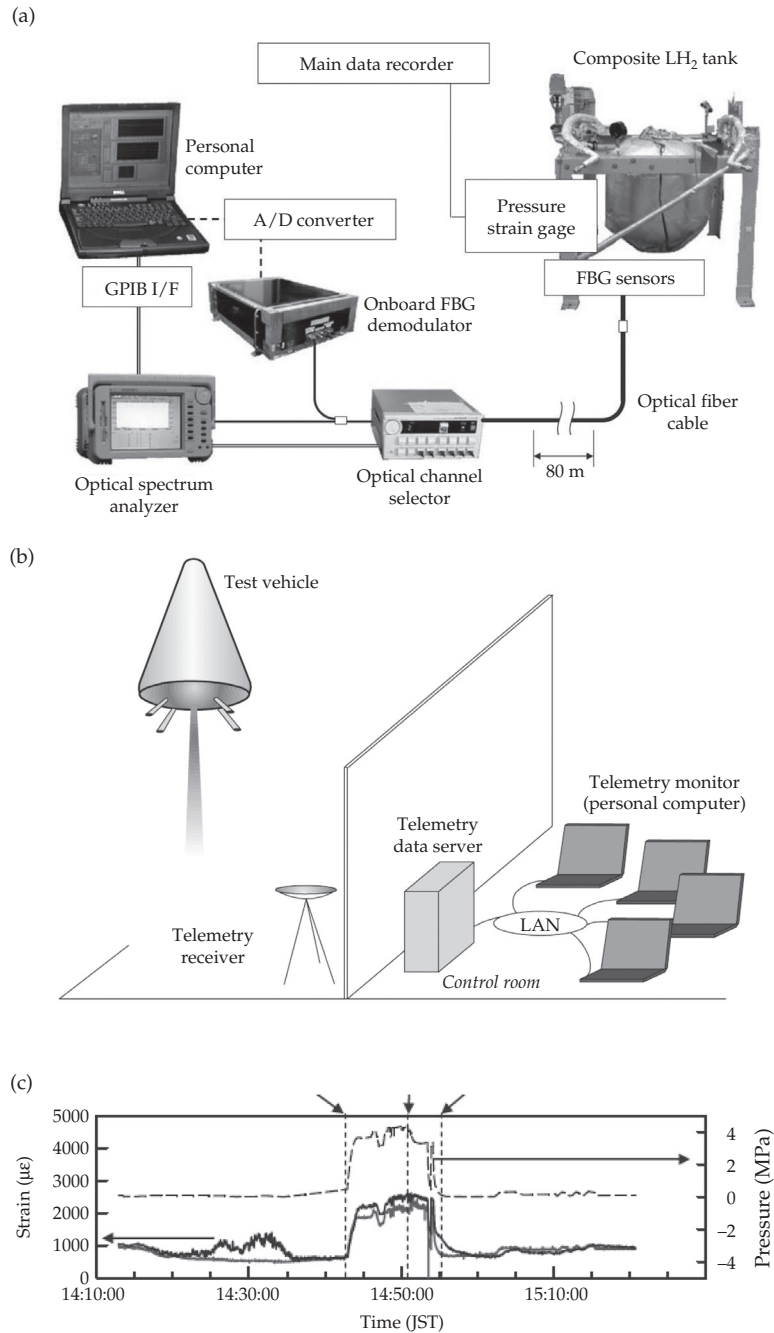 (a)
Main data recorder
Composite LH₂ tank
Personal
computer
A/D converter
Pressure
strain gage
GPIB I/F
Onboard FBG
demodulator
FBG sensors
Optical fiber
cable
80 m
Optical spectrum
analyzer
Optical channel
selector
(b)
Test vehicle
Telemetry monitor
(personal computer)
Telemetry
data server
LAN
Telemetry
receiver
Control room
(c)
5000
4000
3000
2000
1000
0
Strain (με)
4
2
0
−2
−4
Pressure (MPa)
14:10:00 14:30:00 14:50:00 15:10:00
Time (JST)